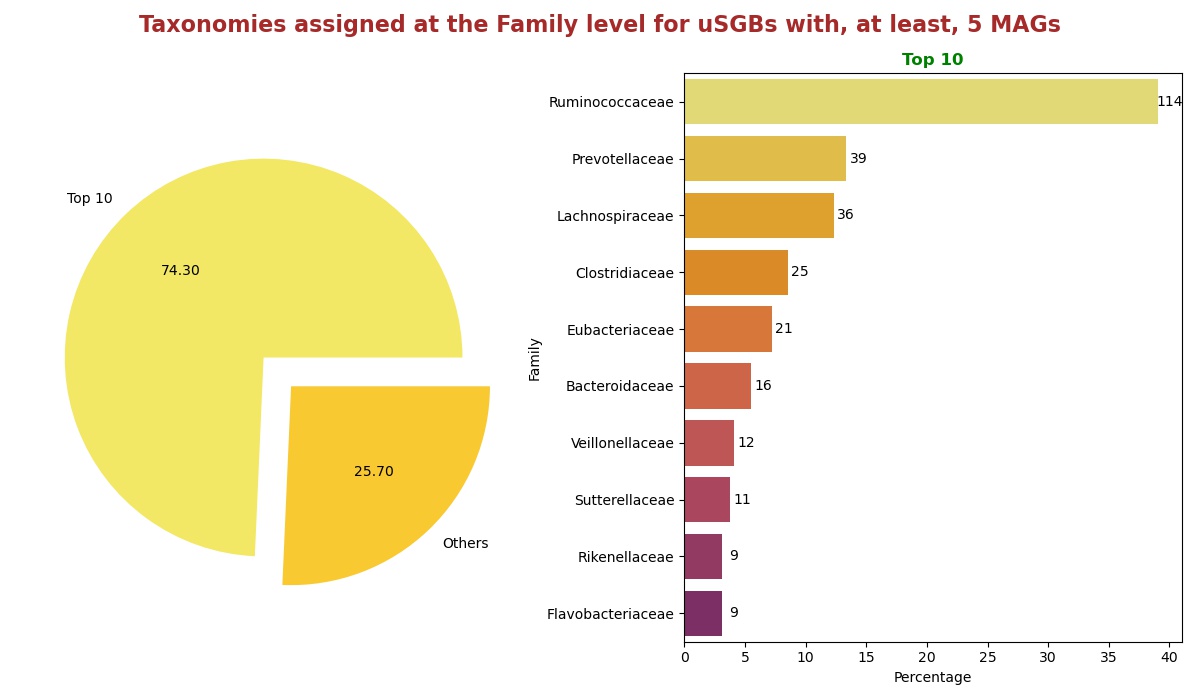 Taxonomies assigned at the Family level for uSGBs with, at least, 5 MAGs
Top 10
74.30
25.70
Others
Top 10
Family
Ruminococcaceae 114
Prevotellaceae 39
Lachnospiraceae 36
Clostridiaceae 25
Eubacteriaceae 21
Bacteroidaceae 16
Veillonellaceae 12
Sutterellaceae 11
Rikenellaceae 9
Flavobacteriaceae 9
0 5 10 15 20 25 30 35 40
Percentage